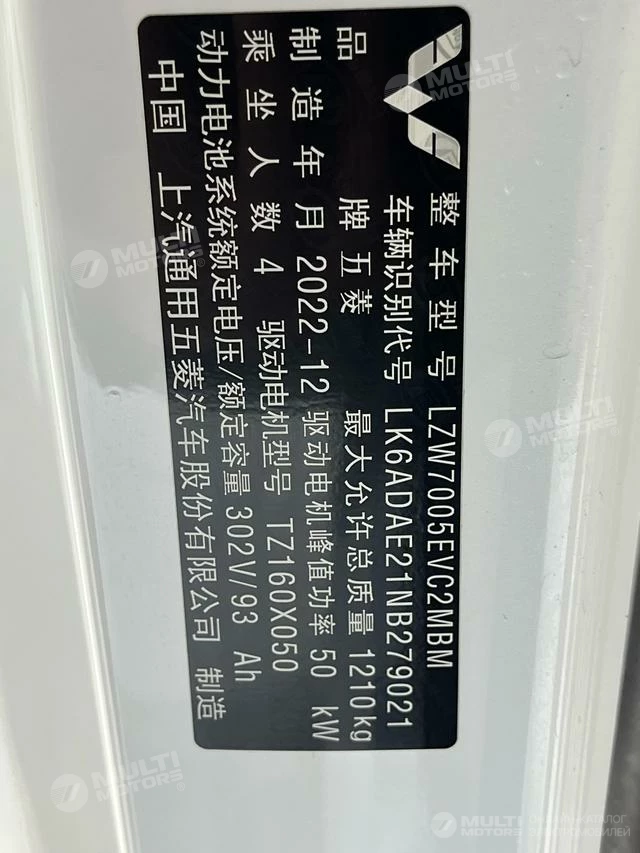 整车型号 LZW7005EVC2MBM
车辆识别代号 LK6ADAE21NB279021
品牌 五菱 最大允许总质量 1210kg
制造年月 2022-12 驱动电机峰值功率 50 kW
乘坐人数 4 驱动电机型号 TZ160X050
动力电池系统额定电压/额定容量 302V/93 Ah
中国 上汽通用五菱汽车股份有限公司 制造
MULTI MOTORS
MULTI MOTORS®
MULTI MOTORS
MULTI MOTORS
MULTI MOTORS ОНЛАЙН-КАТАЛОГ АВТОМОБИЛЕЙ